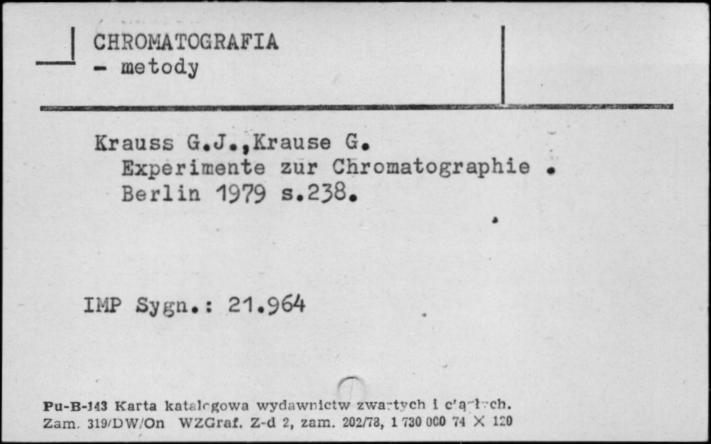 CHROMATOGRAFIA
- metody
Krauss G.J.,Krause G.
Experimente zur Chromatographie .
Berlin 1979 s.238.
IMP Sygn.: 21.964
Pu-B-143 Karta katalogowa wydawnictw zwartych i ciągłych.
Zam. 319/DW/On WZGraf. Z-d 2, zam. 202/78, 1 730 000 74 X 120